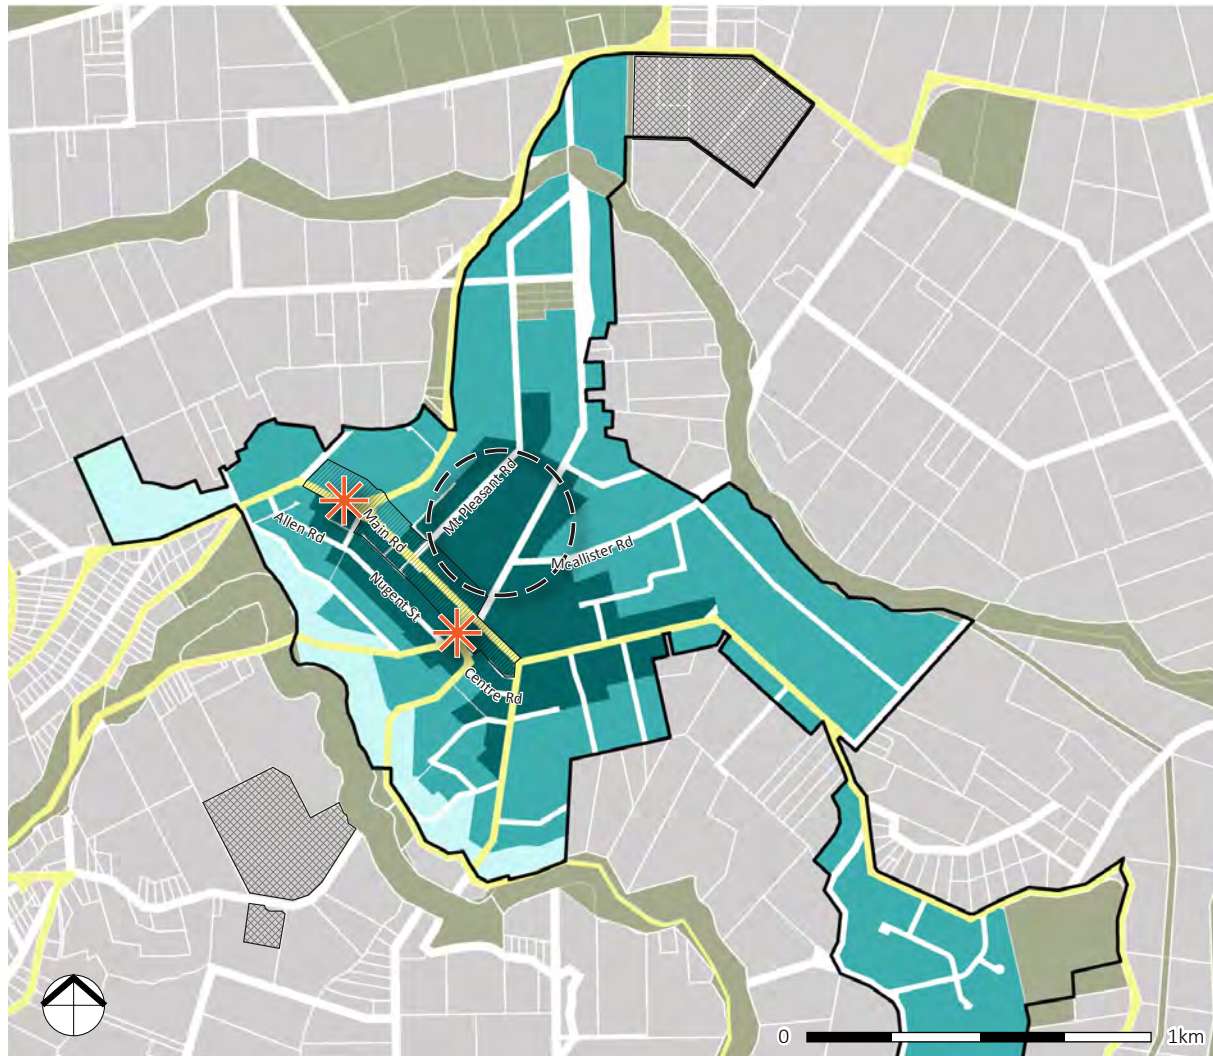 Mt Pleasant Rd
Allen Rd
Main Rd
Mcallister Rd
Nugent St
Centre Rd
0
1km